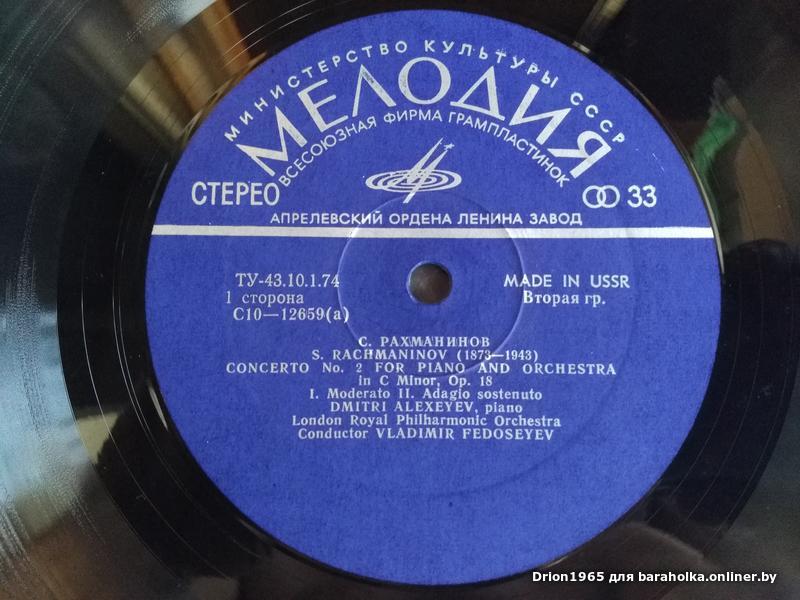 МИНИСТЕРСТВО КУЛЬТУРЫ СССР
МЕЛОДИЯ
ВСЕСОЮЗНАЯ ФИРМА ГРАМПЛАСТИНОК
СТЕРЕО
33
АПРЕЛЕВСКИЙ ОРДЕНА ЛЕНИНА ЗАВОД
ТУ-43.10.1.74
MADE IN USSR
1 сторона
Вторая гр.
С10—12659(а)
С. РАХМАНИНОВ
S. RACHMANINOV (1873—1943)
CONCERTO No. 2 FOR PIANO AND ORCHESTRA
in C Minor, Op. 18
I. Moderato II. Adagio sostenuto
DMITRI ALEXEYEV, piano
London Royal Philharmonic Orchestra
Conductor VLADIMIR FEDOSEYEV
Drion1965 для baraholka.onliner.by